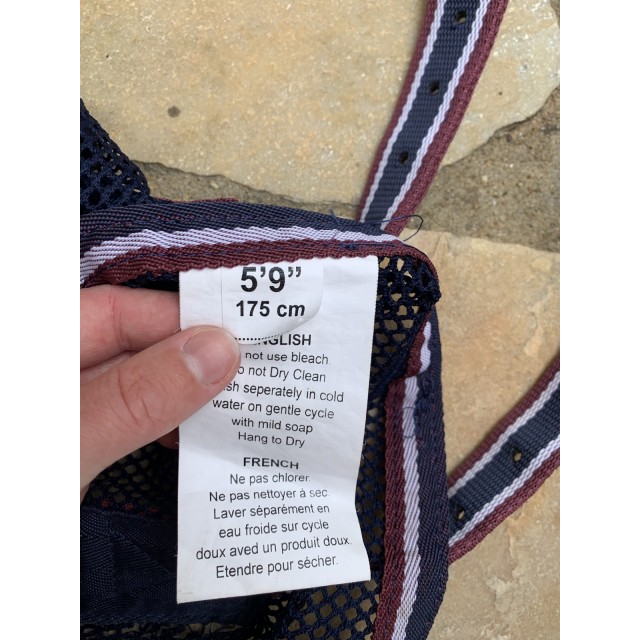 5'9"
175 cm
ENGLISH
not use bleach.
not Dry Clean
seperately in cold
water on gentle cycle
with mild soap
Hang to Dry
FRENCH
Ne pas chlorer.
Ne pas nettoyer à sec.
Laver séparément en
eau froide sur cycle
doux aved un produit doux.
Etendre pour sécher.